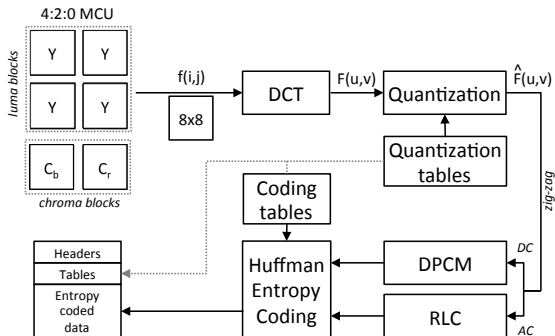 4:2:0 MCU
luma blocks
Y Y
Y Y
C_b C_r
chroma blocks
f(i,j)
8x8
DCT
F(u,v)
Quantization
F̂(u,v)
Quantization
tables
zig-zag
Coding
tables
Headers
Tables
Entropy
coded
data
Huffman
Entropy
Coding
DPCM
DC
RLC
AC